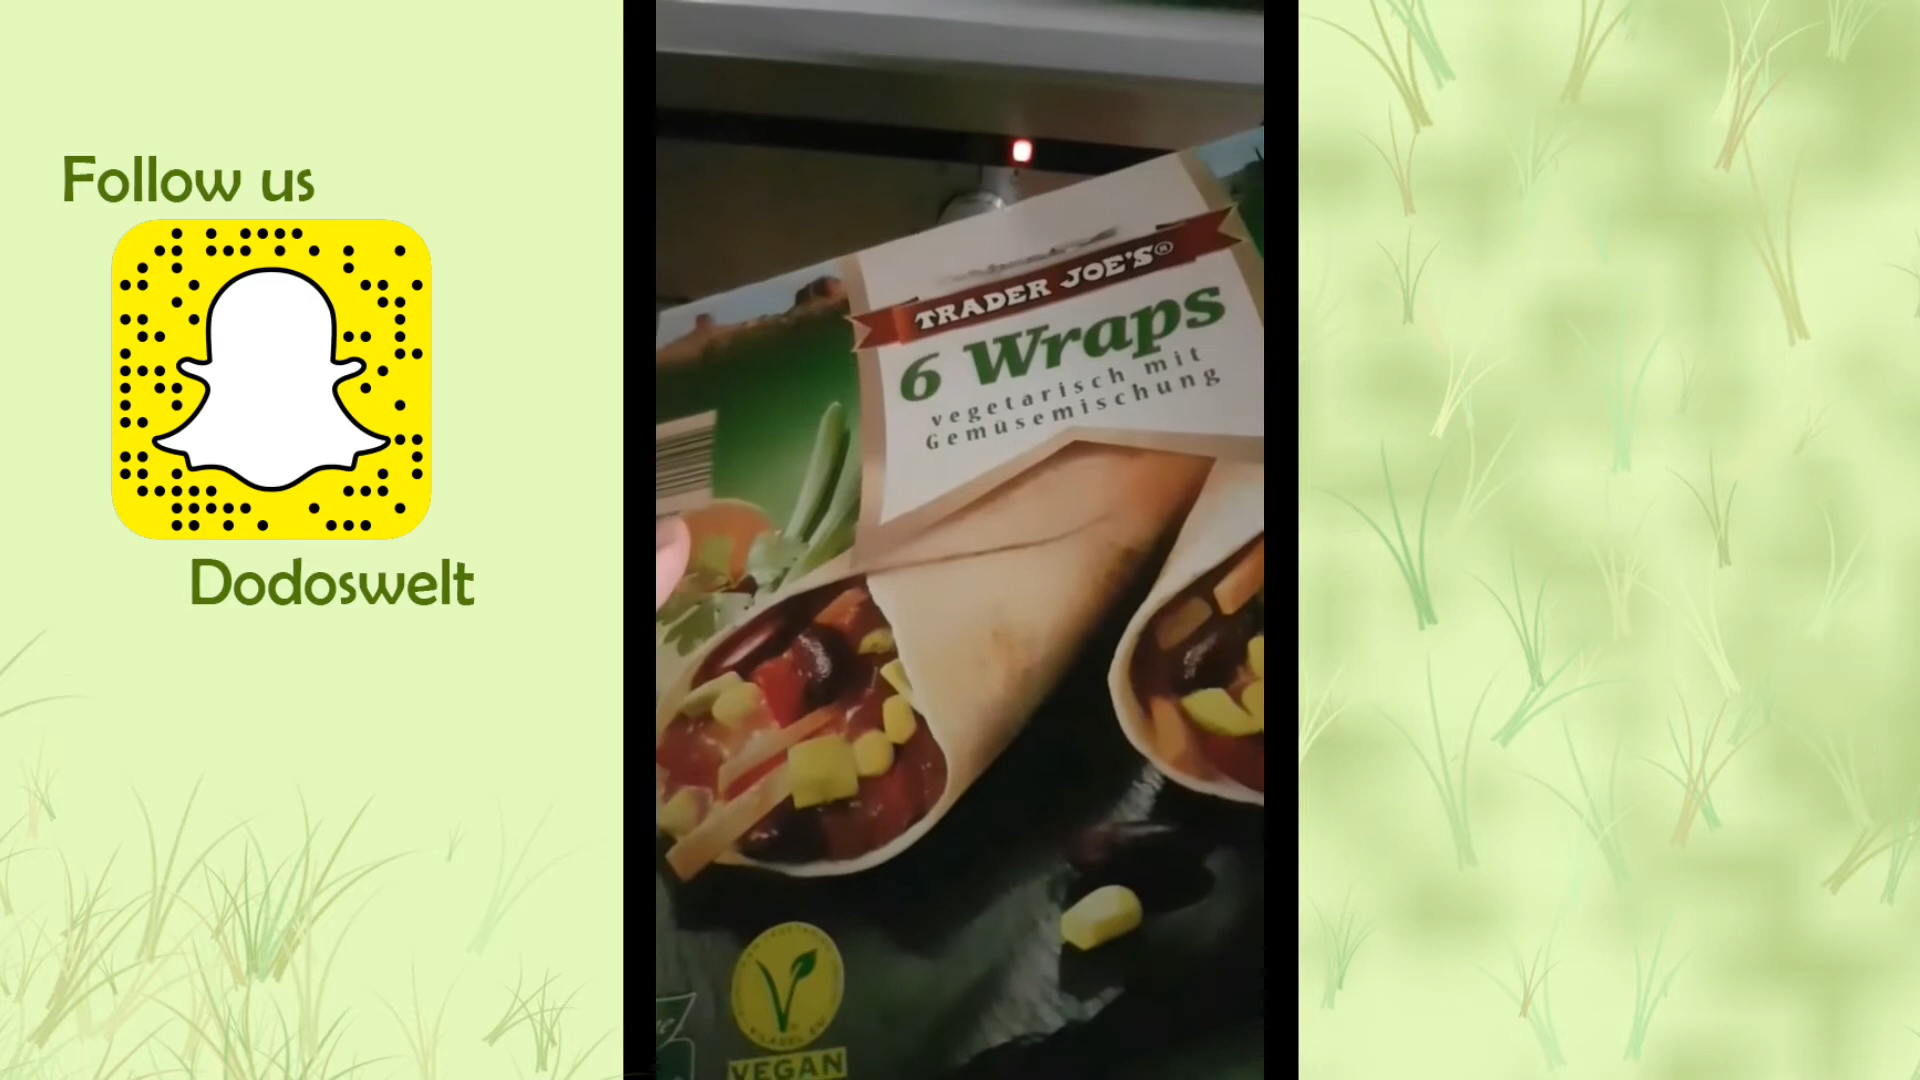 Follow us
Dodoswelt
TRADER JOE'S®
6 Wraps
vegetarisch mit
Gemüsemischung
VEGAN